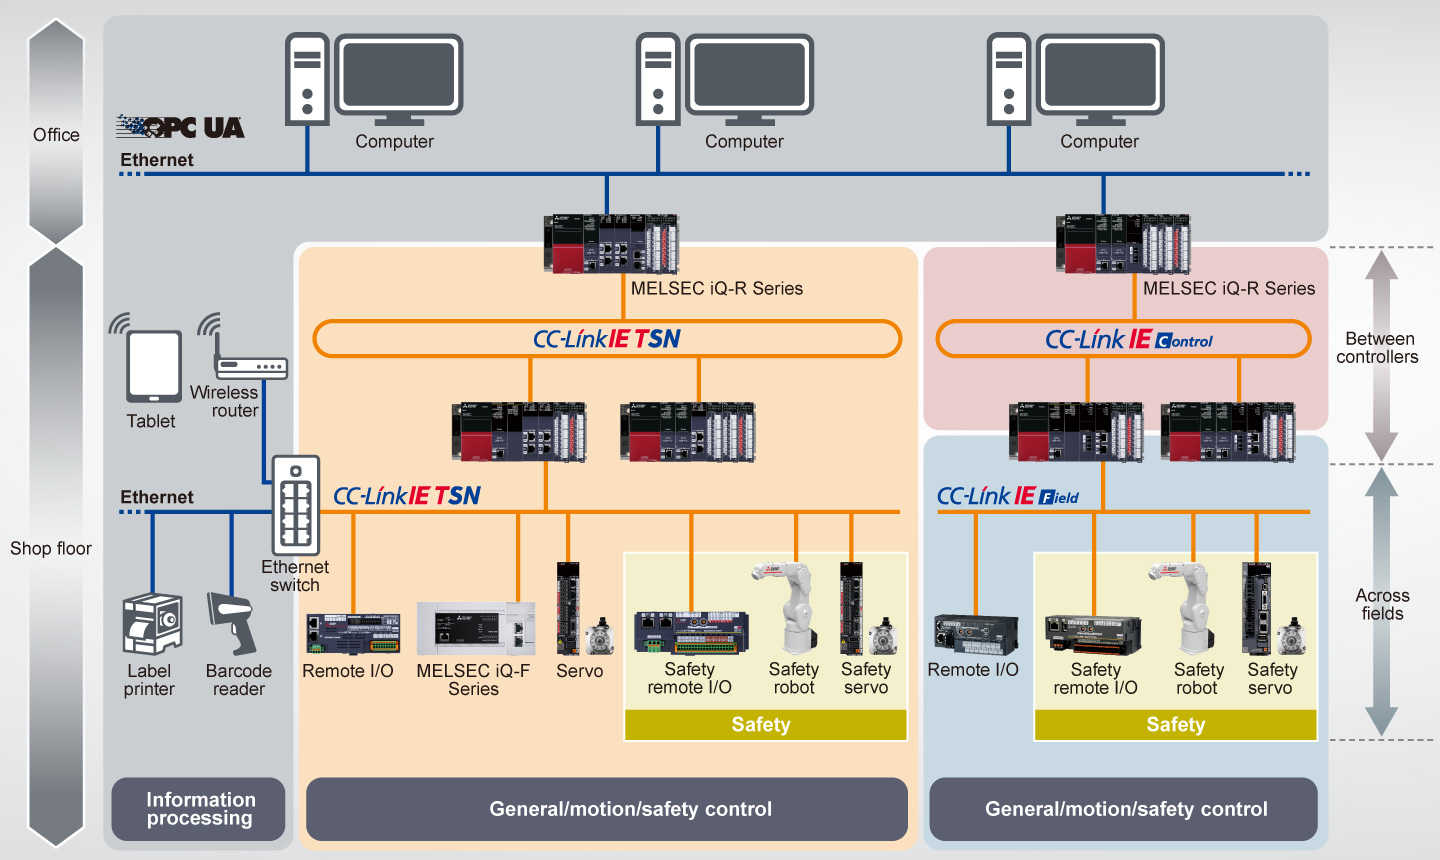 Office
OPC UA
Ethernet
Computer
Computer
Computer
MELSEC iQ-R Series
MELSEC iQ-R Series
CC-Link IE TSN
CC-Link IE Control
Between
controllers
Tablet
Wireless
router
Ethernet
CC-Link IE TSN
CC-Link IE Field
Shop floor
Ethernet
switch
Label
printer
Barcode
reader
Remote I/O
MELSEC iQ-F
Series
Servo
Safety
remote I/O
Safety
robot
Safety
servo
Safety
Remote I/O
Safety
remote I/O
Safety
robot
Safety
servo
Safety
Across
fields
Information
processing
General/motion/safety control
General/motion/safety control